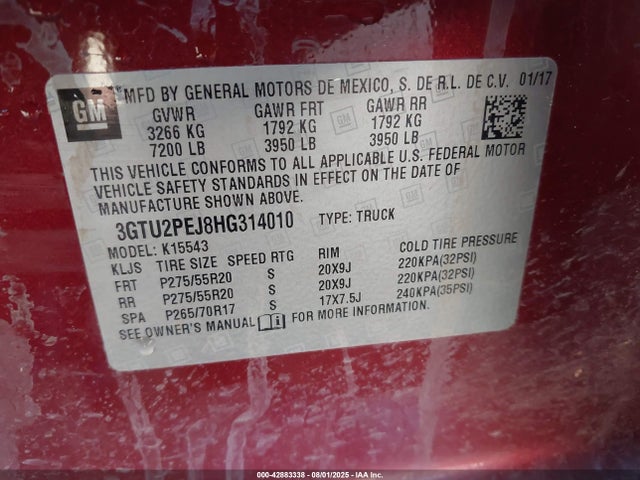 GM
MFD BY GENERAL MOTORS DE MEXICO, S. DE R.L. DE C.V. 01/17
GVWR GAWR FRT GAWR RR
3266 KG 1792 KG 1792 KG
7200 LB 3950 LB 3950 LB
THIS VEHICLE CONFORMS TO ALL APPLICABLE U.S. FEDERAL MOTOR
VEHICLE SAFETY STANDARDS IN EFFECT ON THE DATE OF
MANUFACTURE SHOWN ABOVE.
3GTU2PEJ8HG314010 TYPE: TRUCK
MODEL: K15543
KLJS TIRE SIZE SPEED RTG RIM COLD TIRE PRESSURE
FRT P275/55R20 S 20X9J 220KPA(32PSI)
RR P275/55R20 S 20X9J 220KPA(32PSI)
SPA P265/70R17 S 17X7.5J 240KPA(35PSI)
SEE OWNER'S MANUAL FOR MORE INFORMATION.
000-42883338 - 08/01/2025 - IAA Inc.